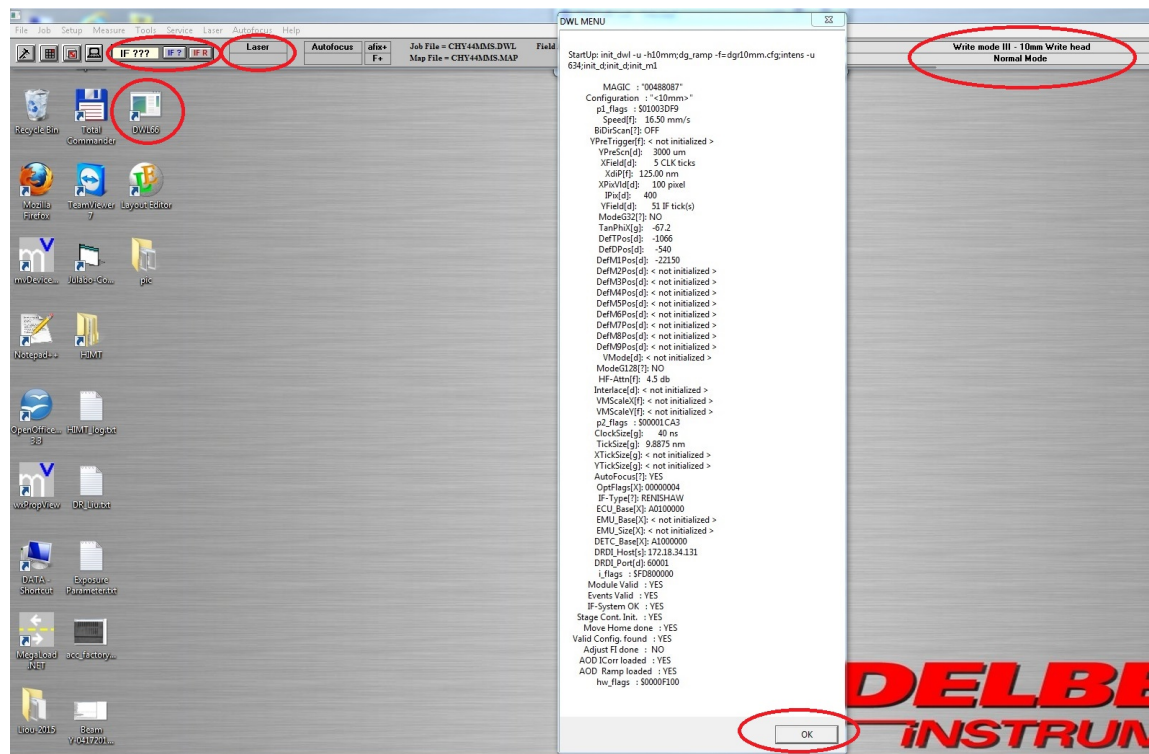 File Job Setup Measure Tools Service Laser Autofocus Help
IF ??? IF ? IF R
Laser
Autofocus afix+
F+
Job File = CHY44MMS.DWL Field
Map File = CHY44MMS.MAP
Write mode III - 10mm Write head
Normal Mode
Recycle Bin
Total Commander
DWL66
Mozilla Firefox
TeamViewer 7
Layout Editor
mvDevice...
Julabo-Co...
pic
Notepad++
HIMT
OpenOffice... 3.3
HIMT_log.txt
wxPropView
DR_Liu.txt
DATA - Shortcut
Exposure Parameter.txt
MegaLoad .NET
acc_factory...
Liou-2015
Beam
DWL MENU
StartUp: init_dwl -u -h10mm;dg_ramp -f=dgr10mm.cfg;intens -u
634;init_d;init_d;init_m1
MAGIC : "00488087"
Configuration : "<10mm>"
p1_flags : $01003DF9
Speed[f]: 16.50 mm/s
BiDirScan[?]: OFF
YPreTrigger[f]: < not initialized >
YPreScn[d]: 3000 um
XField[d]: 5 CLK ticks
XdiP[f]: 125.00 nm
XPixVld[d]: 100 pixel
IPix[d]: 400
YField[d]: 51 IF tick(s)
ModeG32[?]: NO
TanPhiX[g]: -67.2
DefTPos[d]: -1066
DefDPos[d]: -540
DefM1Pos[d]: -22150
DefM2Pos[d]: < not initialized >
DefM3Pos[d]: < not initialized >
DefM4Pos[d]: < not initialized >
DefM5Pos[d]: < not initialized >
DefM6Pos[d]: < not initialized >
DefM7Pos[d]: < not initialized >
DefM8Pos[d]: < not initialized >
DefM9Pos[d]: < not initialized >
VMode[d]: < not initialized >
ModeG128[?]: NO
HF-Attn[f]: 4.5 db
Interlace[d]: < not initialized >
VMScaleX[f]: < not initialized >
VMScaleY[f]: < not initialized >
p2_flags : $00001CA3
ClockSize[g]: 40 ns
TickSize[g]: 9.8875 nm
XTickSize[g]: < not initialized >
YTickSize[g]: < not initialized >
AutoFocus[?]: YES
OptFlags[X]: 00000004
IF-Type[?]: RENISHAW
ECU_Base[X]: A0100000
EMU_Base[X]: < not initialized >
EMU_Size[X]: < not initialized >
DETC_Base[X]: A1000000
DRDI_Host[s]: 172.18.34.131
DRDI_Port[d]: 60001
i_flags : $FD800000
Module Valid : YES
Events Valid : YES
IF-System OK : YES
Stage Cont. Init. : YES
Move Home done : YES
Valid Config. found : YES
Adjust FI done : NO
AOD ICorr loaded : YES
AOD Ramp loaded : YES
hw_flags : $0000F100
OK
DELBE
INSTRUM